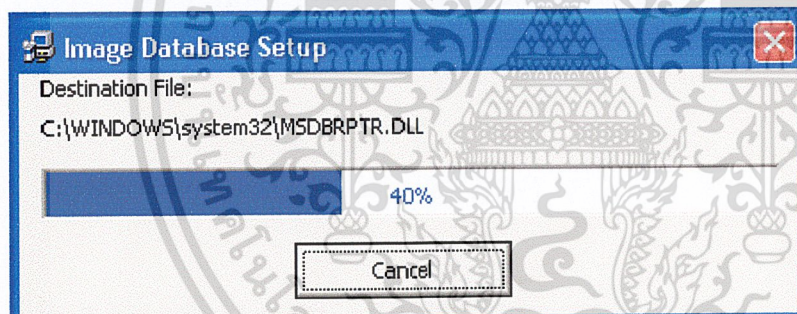 Image Database Setup
Destination File:
C:\WINDOWS\system32\MSDBRPTR.DLL
40%
Cancel